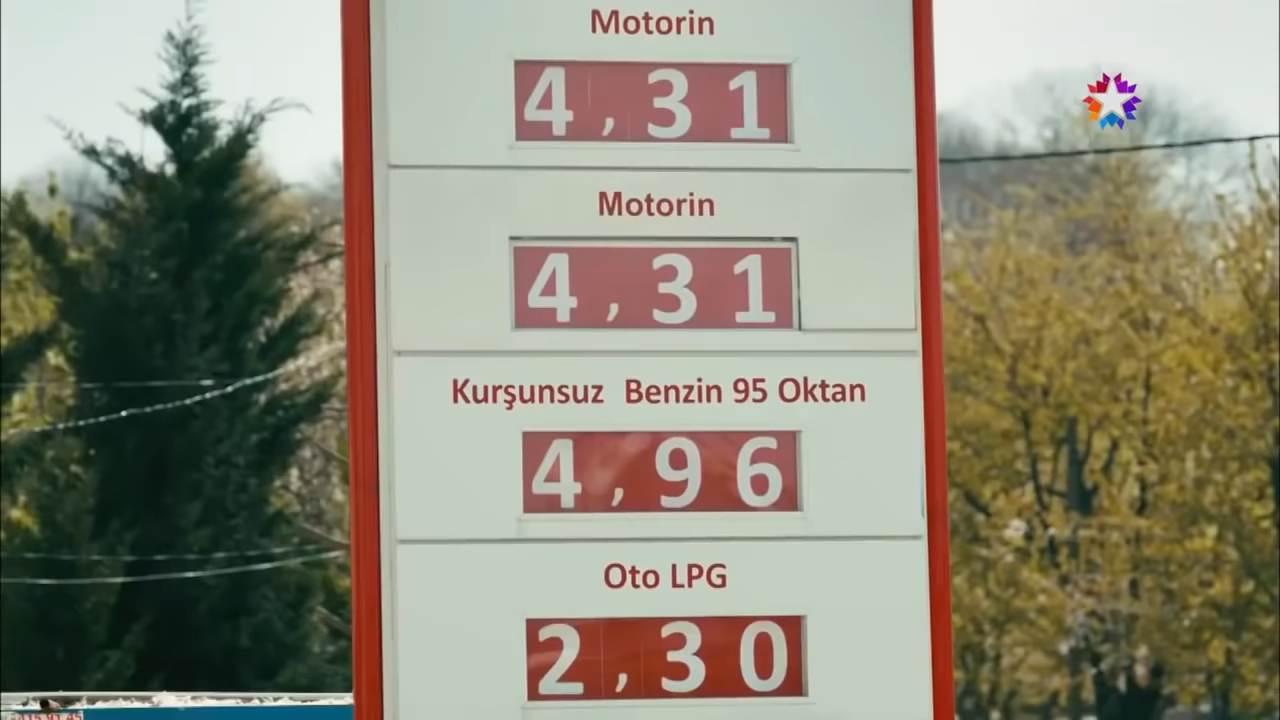 Motorin
4,31
Motorin
4,31
Kurşunsuz Benzin 95 Oktan
4,96
Oto LPG
2,30